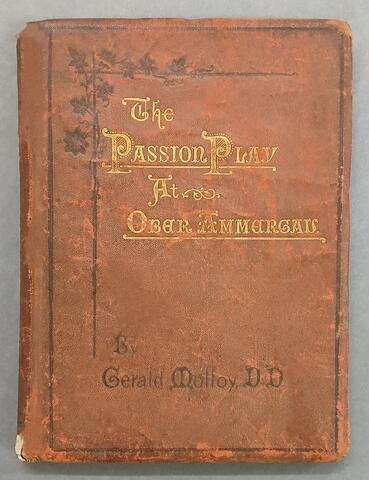 The
Passion Play
At
Ober Ammergau.
By
Gerald Molloy, D.D